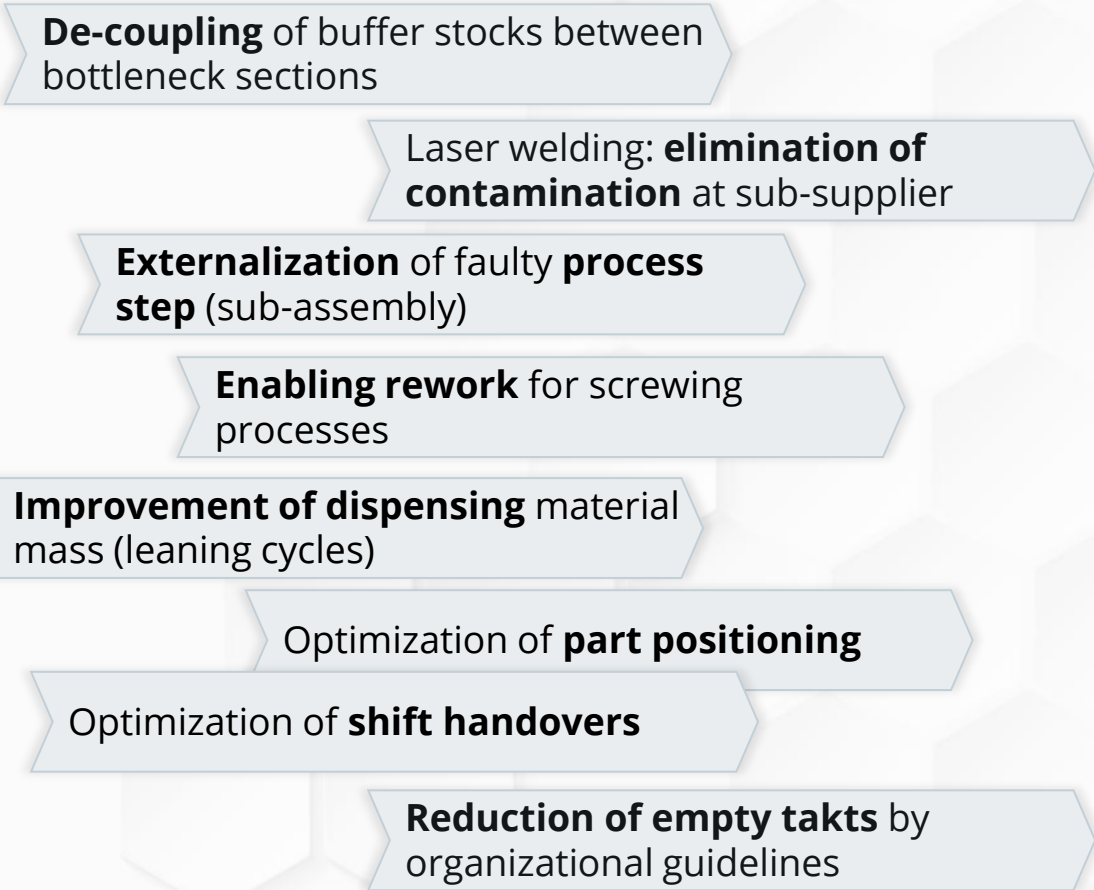 De-coupling of buffer stocks between
bottleneck sections
Laser welding: elimination of
contamination at sub-supplier
Externalization of faulty process
step (sub-assembly)
Enabling rework for screwing
processes
Improvement of dispensing material
mass (leaning cycles)
Optimization of part positioning
Optimization of shift handovers
Reduction of empty takts by
organizational guidelines